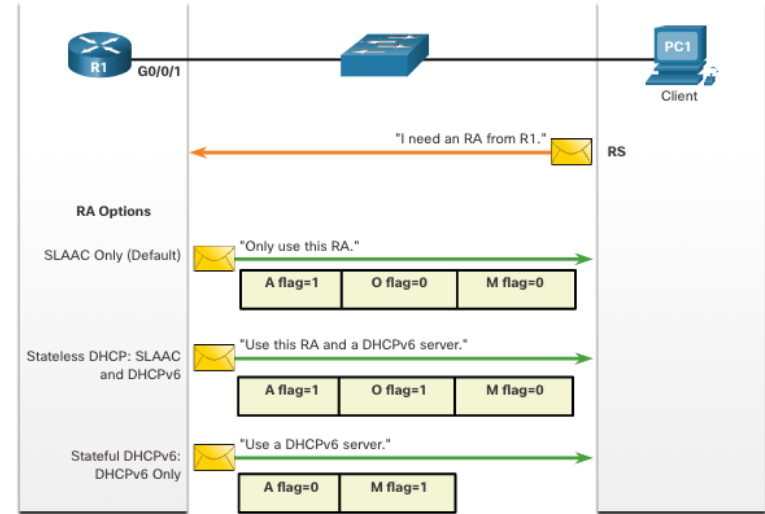 R1
G0/0/1
PC1
Client
"I need an RA from R1."
RS
RA Options
SLAAC Only (Default)
"Only use this RA."
A flag=1 O flag=0 M flag=0
Stateless DHCP: SLAAC
and DHCPv6
"Use this RA and a DHCPv6 server."
A flag=1 O flag=1 M flag=0
Stateful DHCPv6:
DHCPv6 Only
"Use a DHCPv6 server."
A flag=0 M flag=1